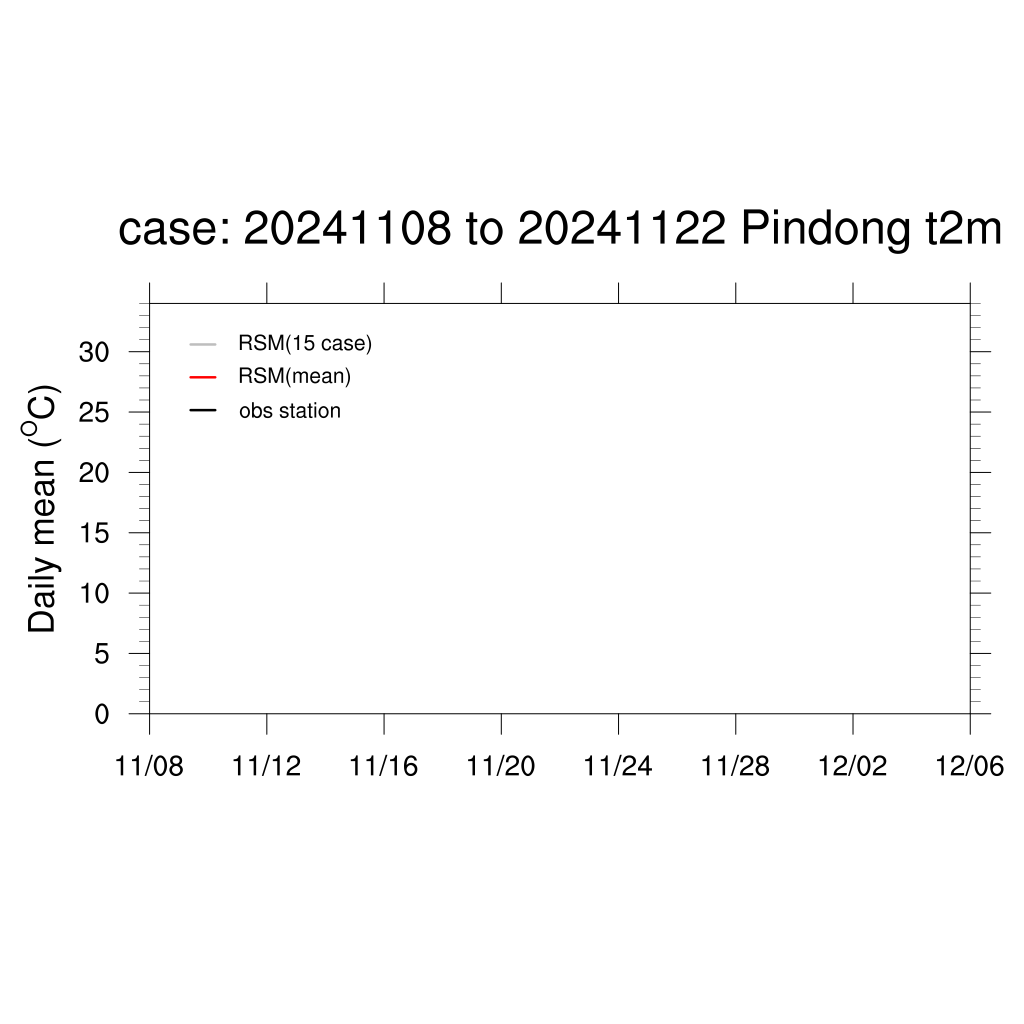 case: 20241108 to 20241122 Pindong t2m
RSM(15 case)
RSM(mean)
obs station
Daily mean (°C)
30
25
20
15
10
5
0
11/08 11/12 11/16 11/20 11/24 11/28 12/02 12/06